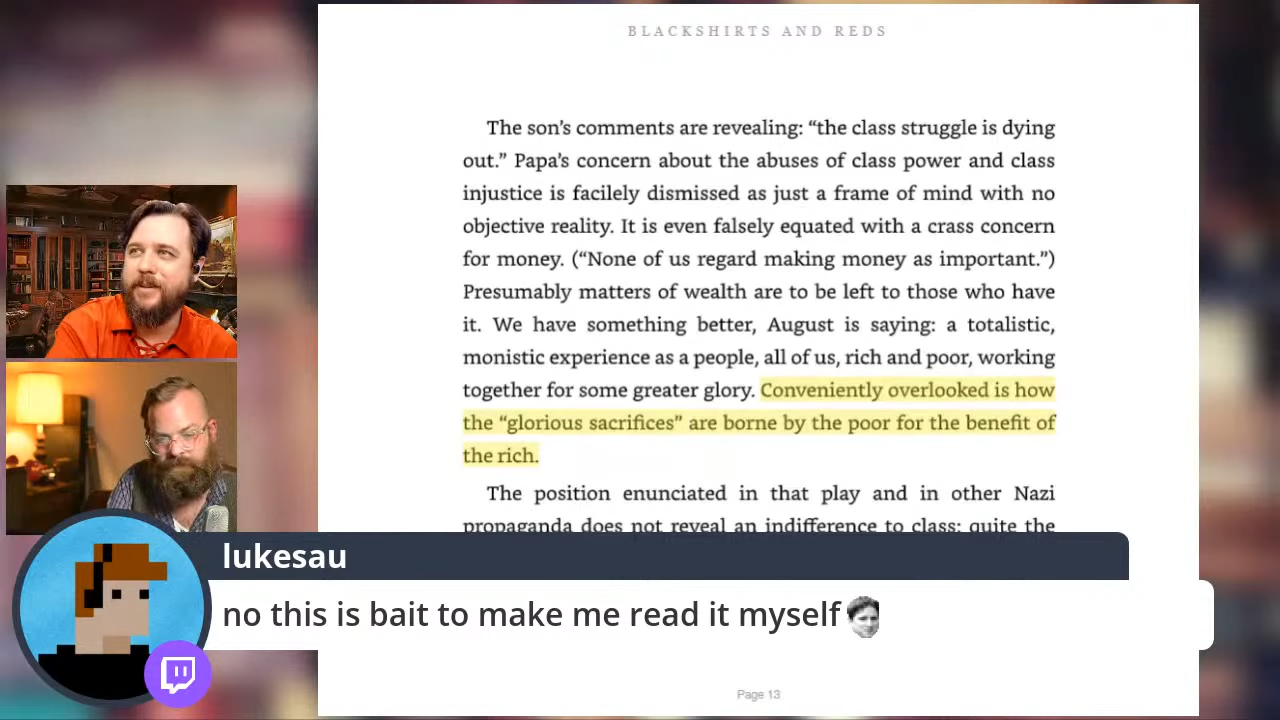 BLACKSHIRTS AND REDS
The son’s comments are revealing: “the class struggle is dying
out.” Papa’s concern about the abuses of class power and class
injustice is facilely dismissed as just a frame of mind with no
objective reality. It is even falsely equated with a crass concern
for money. (“None of us regard making money as important.”)
Presumably matters of wealth are to be left to those who have
it. We have something better, August is saying: a totalistic,
monistic experience as a people, all of us, rich and poor, working
together for some greater glory. Conveniently overlooked is how
the “glorious sacrifices” are borne by the poor for the benefit of
the rich.
The position enunciated in that play and in other Nazi
propaganda does not reveal an indifference to class; quite the
lukesau
no this is bait to make me read it myself
Page 13